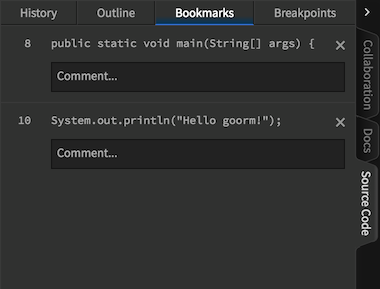 History Outline Bookmarks Breakpoints
8 public static void main(String[] args) {
Comment...
10 System.out.println("Hello goorm!");
Comment...
Collaboration
Docs
Source Code